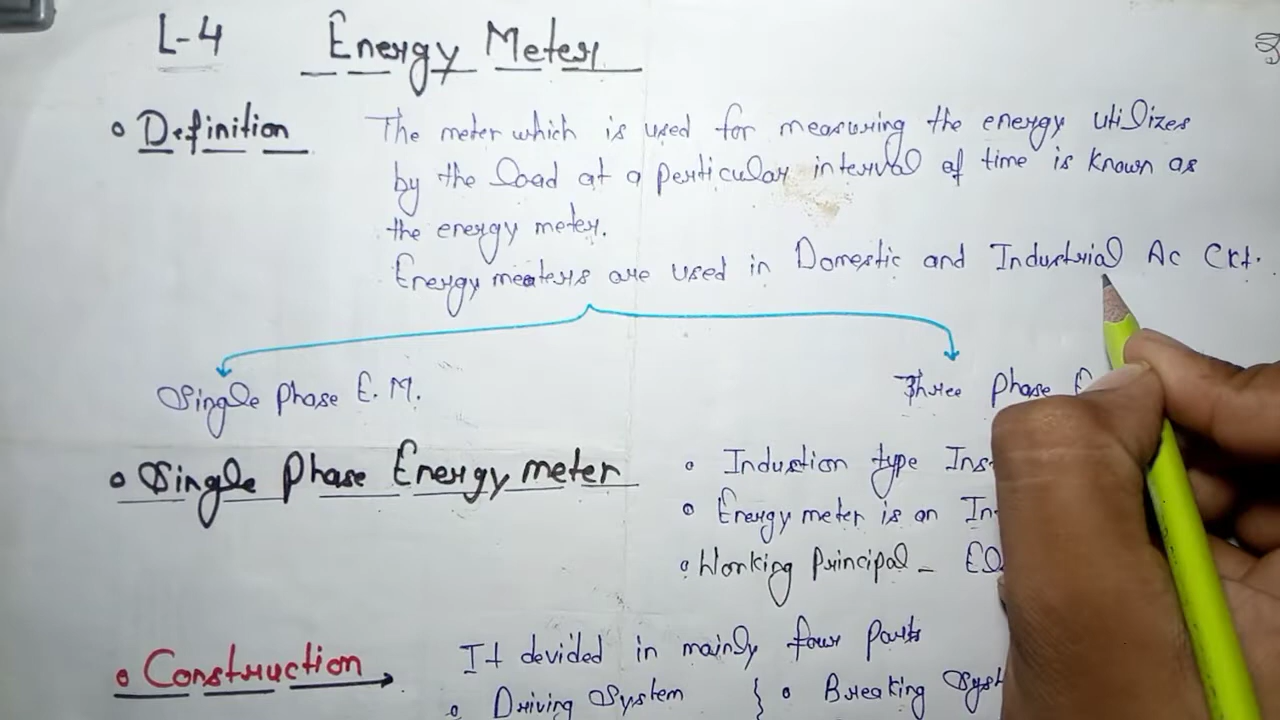 L-4 Energy Meter
• Definition The meter which is used for measuring the energy utilizes
by the load at a perticular interval of time is known as
the energy meter.
Energy meaters are used in Domestic and Industrial Ac Ckt.
Single Phase E.M.
Three Phase
• Single Phase Energy meter
• Induction type
• Energy meter is an
• Working Principal -
• Construction → It devided in mainly four Parts
• Driving System } • Breaking